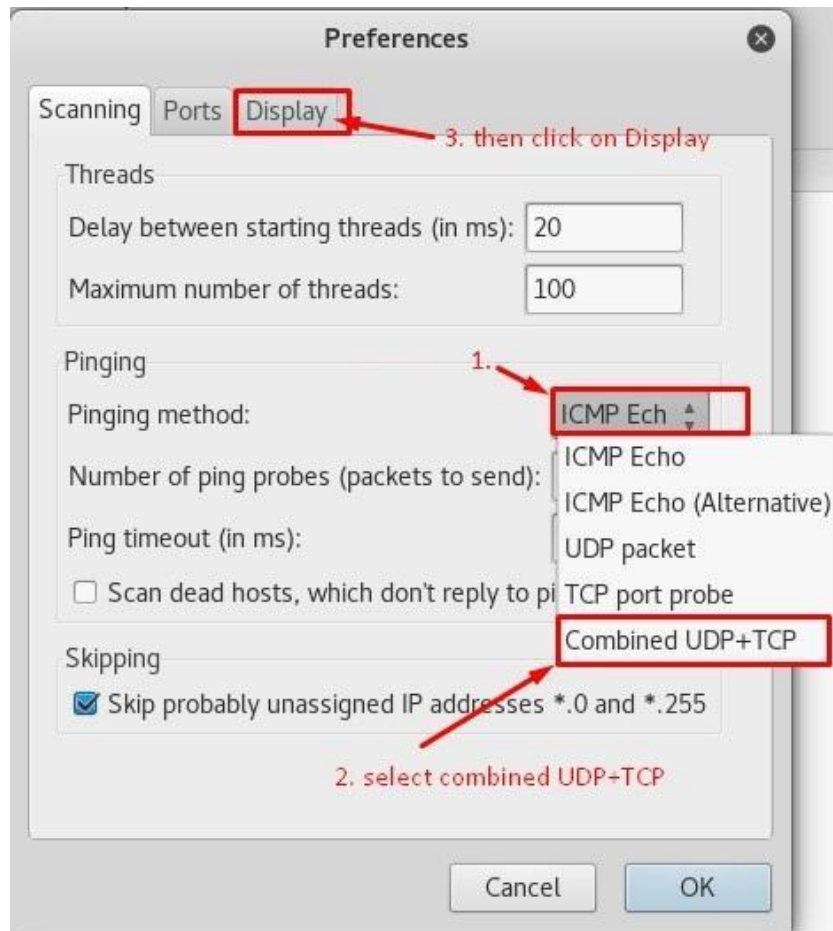 Preferences
Scanning Ports Display
3. then click on Display
Threads
Delay between starting threads (in ms): 20
Maximum number of threads: 100
Pinging
1.
Pinging method: ICMP Ech
ICMP Echo
Number of ping probes (packets to send):
ICMP Echo (Alternative)
Ping timeout (in ms):
UDP packet
Scan dead hosts, which don't reply to pi
TCP port probe
Combined UDP+TCP
Skipping
Skip probably unassigned IP addresses *.0 and *.255
2. select combined UDP+TCP
Cancel OK